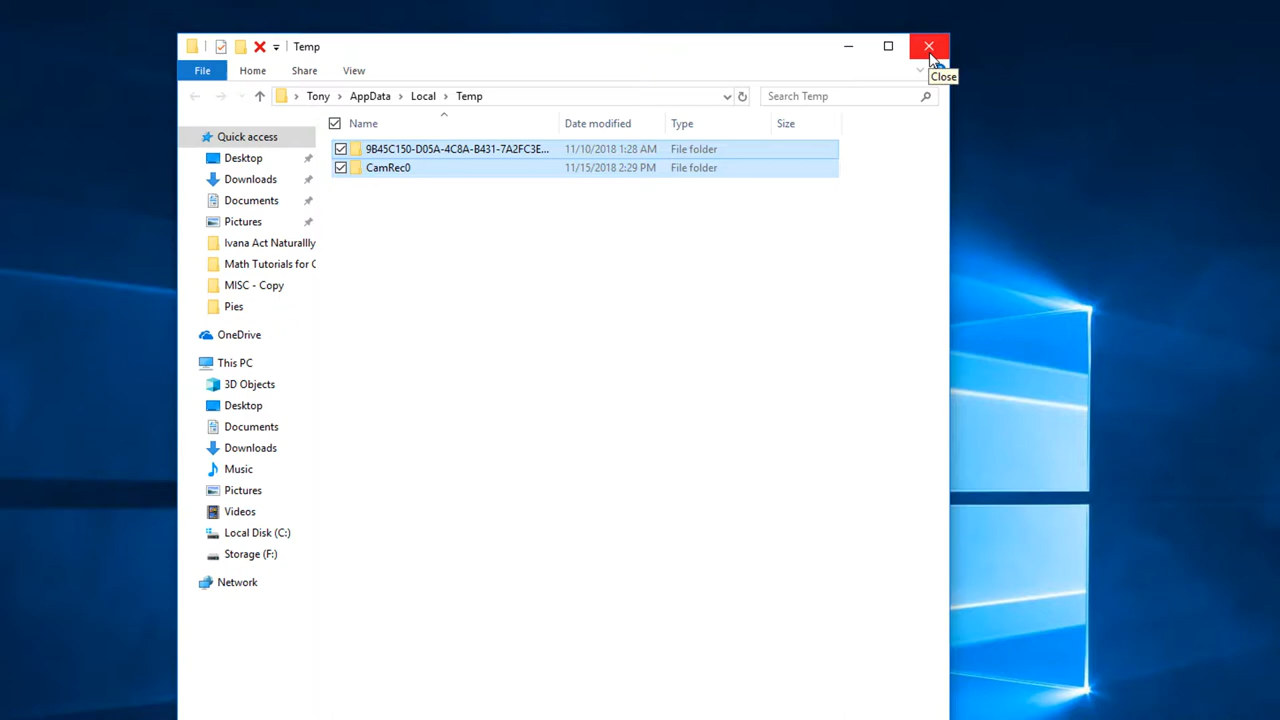 Temp
Close
File Home Share View
Tony AppData Local Temp Search Temp
Name Date modified Type Size
9B45C150-D05A-4C8A-B431-7A2FC3E... 11/10/2018 1:28 AM File folder
CamRec0 11/15/2018 2:29 PM File folder
Quick access
Desktop
Downloads
Documents
Pictures
Ivana Act Naturallly
Math Tutorials for C
MISC - Copy
Pies
OneDrive
This PC
3D Objects
Desktop
Documents
Downloads
Music
Pictures
Videos
Local Disk (C:)
Storage (F:)
Network